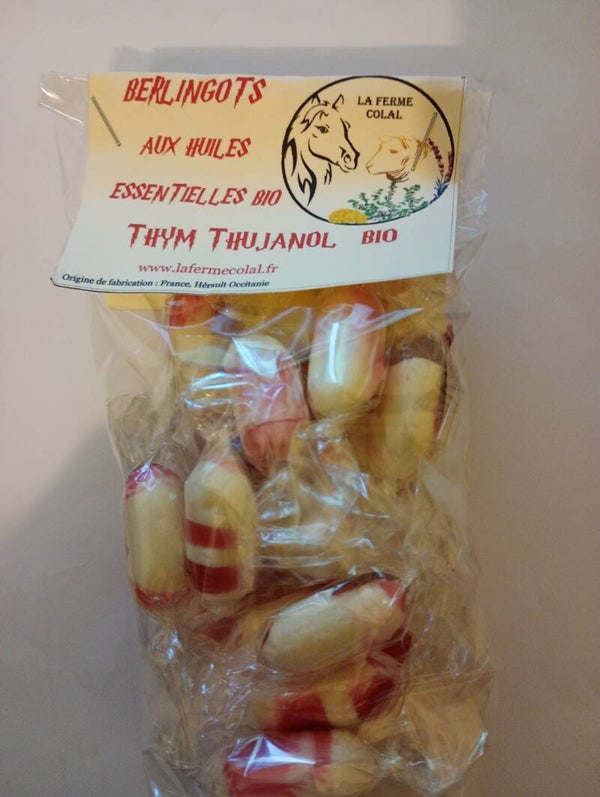 BERLINGOTS
AUX HUILES
ESSENTIELLES BIO
THYM THUJANOL BIO
www.lafermecolal.fr
Origine de fabrication : France, Hérault Occitanie
LA FERME
COLAL